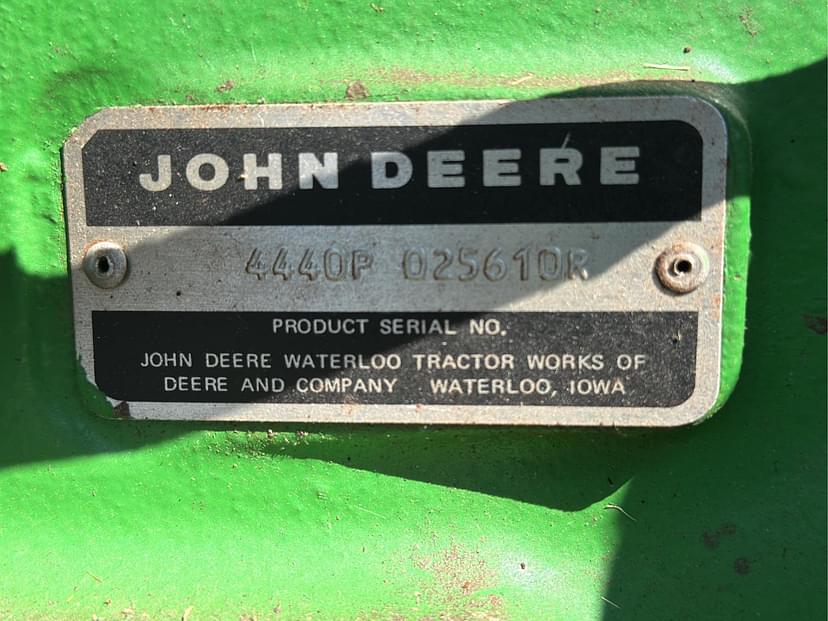 JOHN DEERE
4440P 025610R
PRODUCT SERIAL NO.
JOHN DEERE WATERLOO TRACTOR WORKS OF
DEERE AND COMPANY WATERLOO, IOWA